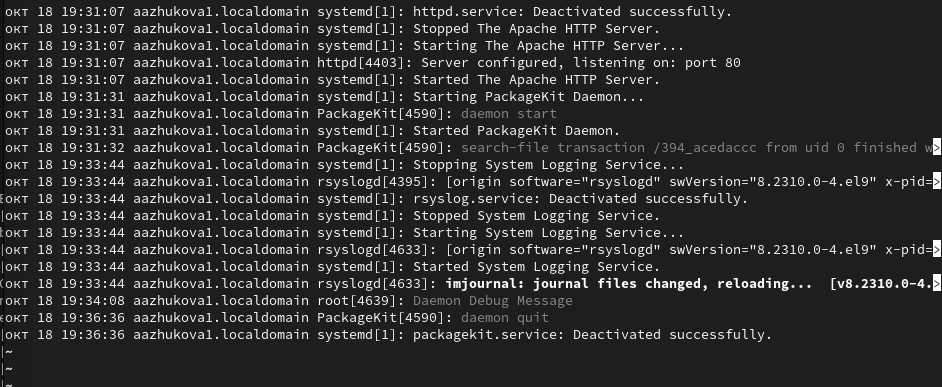 окт 18 19:31:07 aazhukova1.localdomain systemd[1]: httpd.service: Deactivated successfully.
окт 18 19:31:07 aazhukova1.localdomain systemd[1]: Stopped The Apache HTTP Server.
окт 18 19:31:07 aazhukova1.localdomain systemd[1]: Starting The Apache HTTP Server...
окт 18 19:31:07 aazhukova1.localdomain httpd[4403]: Server configured, listening on: port 80
окт 18 19:31:07 aazhukova1.localdomain systemd[1]: Started The Apache HTTP Server.
окт 18 19:31:31 aazhukova1.localdomain systemd[1]: Starting PackageKit Daemon...
окт 18 19:31:31 aazhukova1.localdomain PackageKit[4590]: daemon start
окт 18 19:31:31 aazhukova1.localdomain systemd[1]: Started PackageKit Daemon.
окт 18 19:31:32 aazhukova1.localdomain PackageKit[4590]: search-file transaction /394_acedaccc from uid 0 finished w>
окт 18 19:33:44 aazhukova1.localdomain systemd[1]: Stopping System Logging Service...
окт 18 19:33:44 aazhukova1.localdomain rsyslogd[4395]: [origin software="rsyslogd" swVersion="8.2310.0-4.el9" x-pid=>
окт 18 19:33:44 aazhukova1.localdomain systemd[1]: rsyslog.service: Deactivated successfully.
окт 18 19:33:44 aazhukova1.localdomain systemd[1]: Stopped System Logging Service.
окт 18 19:33:44 aazhukova1.localdomain systemd[1]: Starting System Logging Service...
окт 18 19:33:44 aazhukova1.localdomain rsyslogd[4633]: [origin software="rsyslogd" swVersion="8.2310.0-4.el9" x-pid=>
окт 18 19:33:44 aazhukova1.localdomain systemd[1]: Started System Logging Service.
окт 18 19:33:44 aazhukova1.localdomain rsyslogd[4633]: imjournal: journal files changed, reloading...  [v8.2310.0-4.>
окт 18 19:34:08 aazhukova1.localdomain root[4639]: Daemon Debug Message
окт 18 19:36:36 aazhukova1.localdomain PackageKit[4590]: daemon quit
окт 18 19:36:36 aazhukova1.localdomain systemd[1]: packagekit.service: Deactivated successfully.
~
~
~